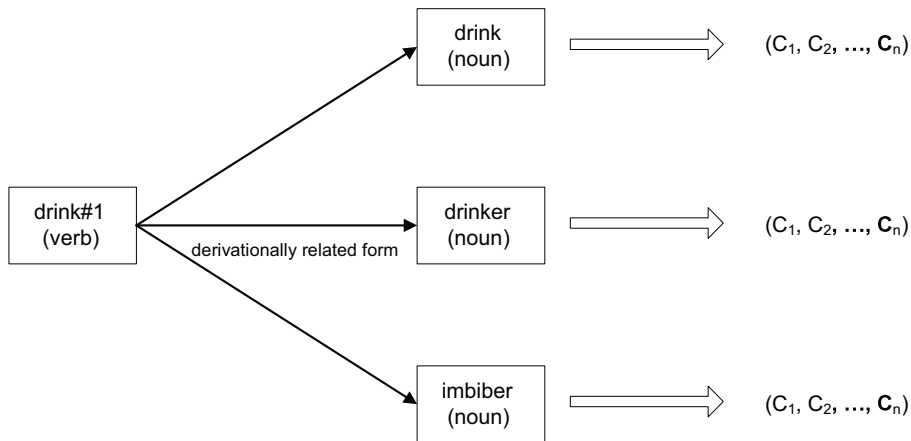 drink
(noun)
(C₁, C₂, ..., Cₙ)
drink#1
(verb)
derivationally related form
drinker
(noun)
(C₁, C₂, ..., Cₙ)
imbiber
(noun)
(C₁, C₂, ..., Cₙ)